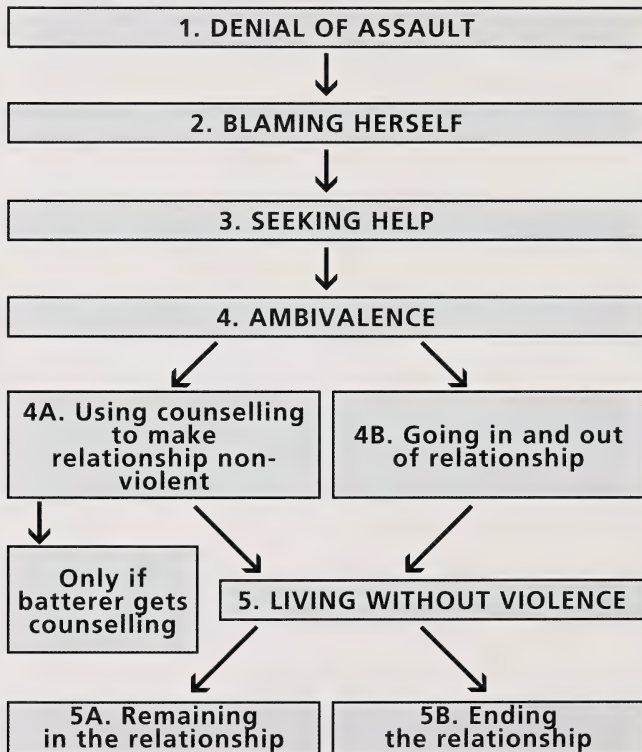 1. DENIAL OF ASSAULT
2. BLAMING HERSELF
3. SEEKING HELP
4. AMBIVALENCE
4A. Using counselling
to make
relationship non-
violent
4B. Going in and out
of relationship
Only if
batterer gets
counselling
5. LIVING WITHOUT VIOLENCE
5A. Remaining
in the relationship
5B. Ending
the relationship